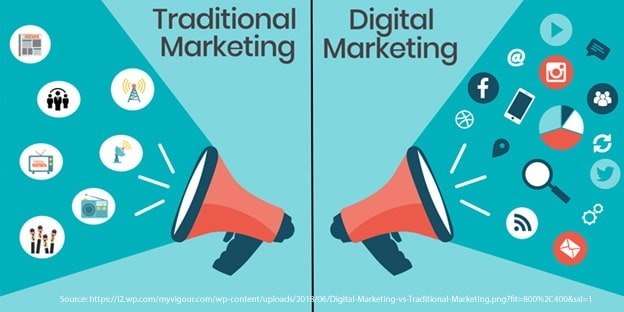 Traditional
Marketing
Digital
Marketing
NEWS
@
Source: https://i2.wp.com/myvigour.com/wp-content/uploads/2018/06/Digital-Marketing-vs-Traditional-Marketing.png?fit=800%2C400&ssl=1